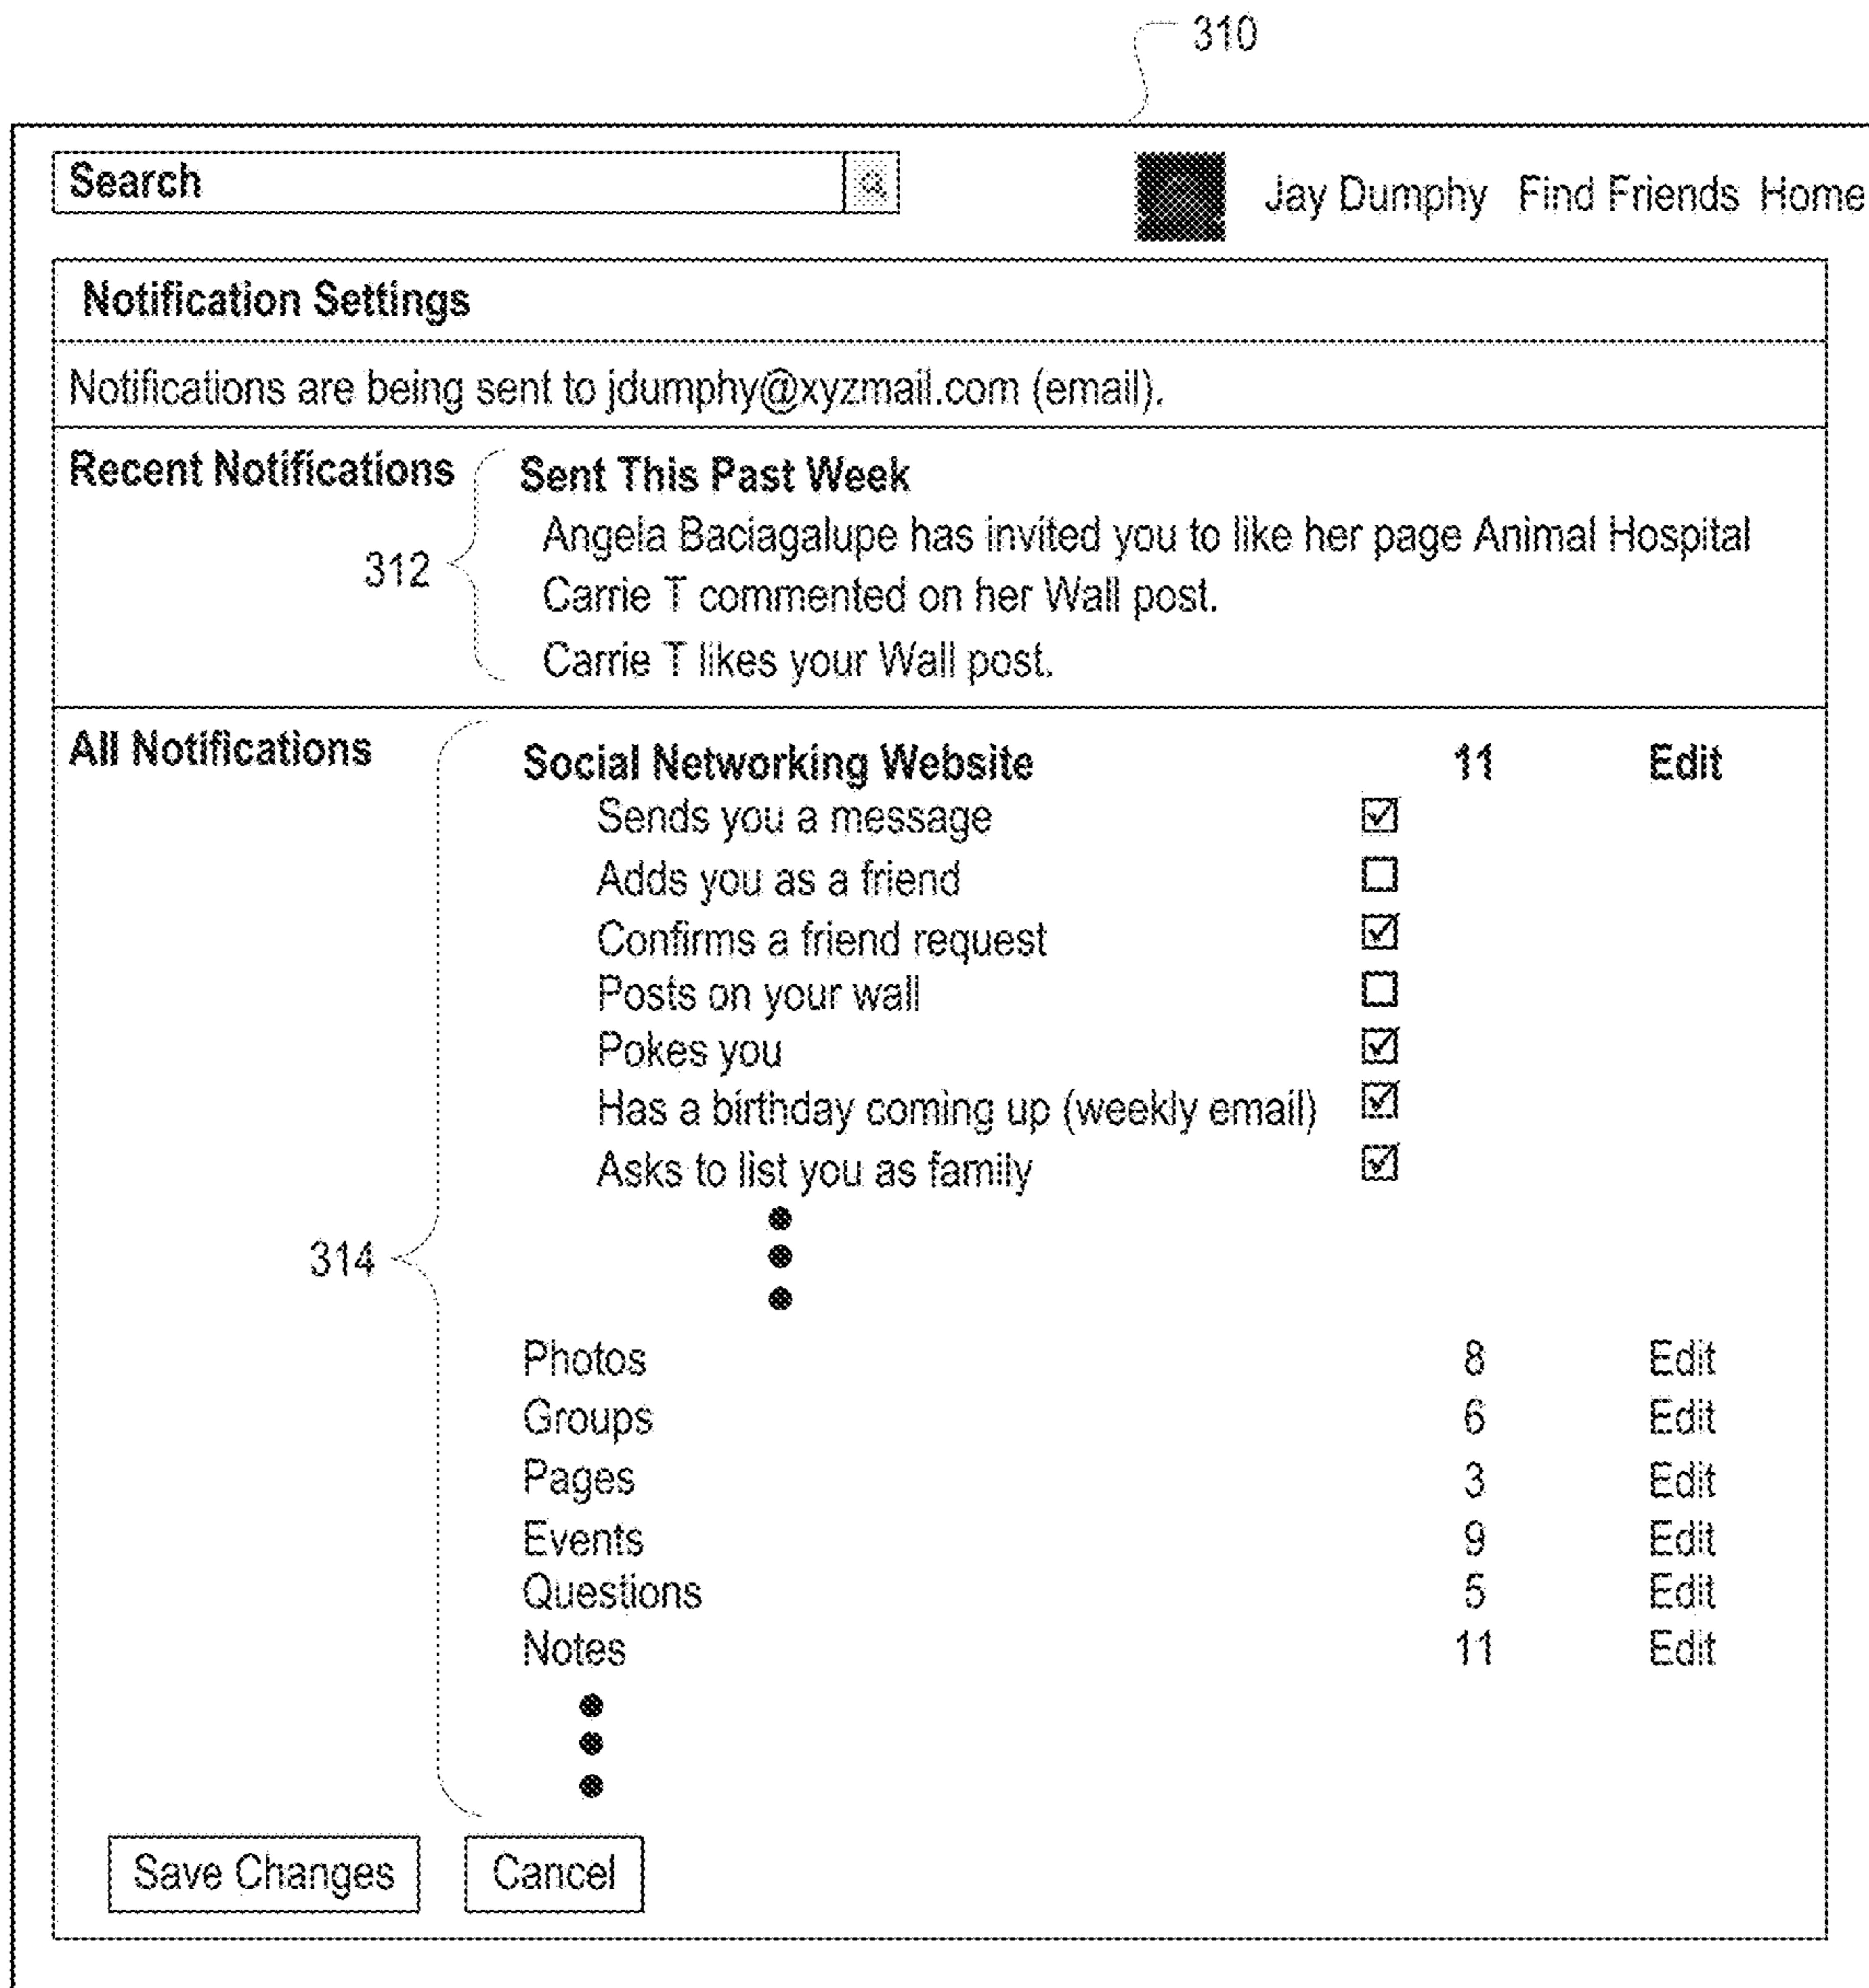 310
Search Jay Dumphy Find Friends Home
Notification Settings
Notifications are being sent to jdumphy@xyzmail.com (email).
Recent Notifications Sent This Past Week
Angela Baciagalupe has invited you to like her page Animal Hospital
312
Carrie T commented on her Wall post.
Carrie T likes your Wall post.
All Notifications Social Networking Website 11 Edit
Sends you a message
Adds you as a friend
Confirms a friend request
Posts on your wall
Pokes you
Has a birthday coming up (weekly email)
Asks to list you as family
314
Photos 8 Edit
Groups 6 Edit
Pages 3 Edit
Events 9 Edit
Questions 5 Edit
Notes 11 Edit
Save Changes Cancel